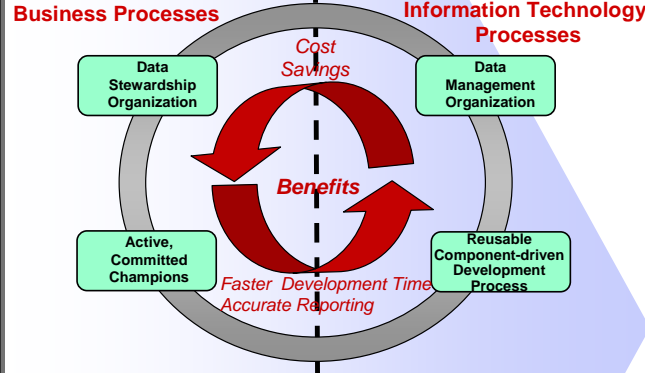 Business Processes
Information Technology
Processes
Cost
Savings
Data
Stewardship
Organization
Data
Management
Organization
Benefits
Active,
Committed
Champions
Reusable
Component-driven
Development
Process
Faster Development Time
Accurate Reporting